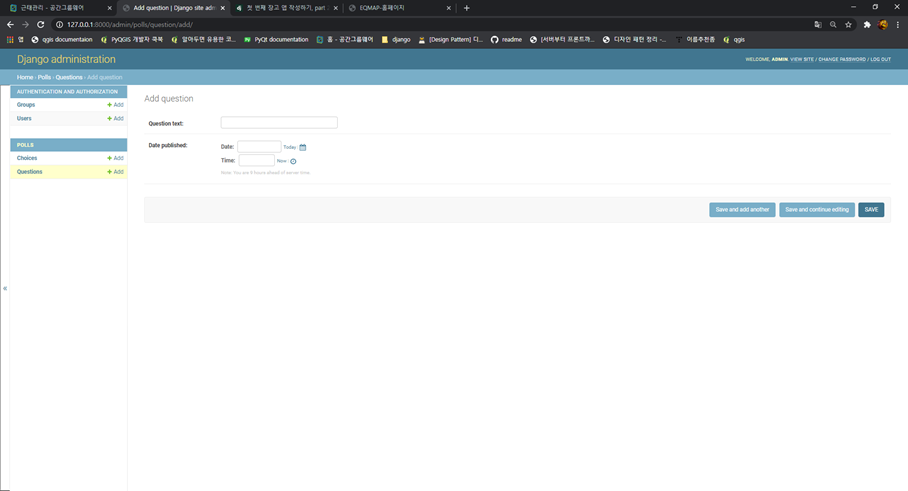 근태관리 - 공간그룹웨어
Add question | Django site adm
첫 번째 장고 앱 작성하기, part
EQMAP-홈페이지
127.0.0.1:8000/admin/polls/question/add/
앱
qgis documentaion
PyQGIS 개발자 쿡북
알아두면 유용한 코...
PyQt documentation
홈 - 공간그룹웨어
django
[Design Pattern] 디...
readme
[서버부터 프론트까...
디자인 패턴 정리 -...
이름추천툼
qgis
Django administration
WELCOME, ADMIN. VIEW SITE / CHANGE PASSWORD / LOG OUT
Home › Polls › Questions › Add question
AUTHENTICATION AND AUTHORIZATION
Groups + Add
Users + Add
POLLS
Choices + Add
Questions + Add
«
Add question
Question text:
Date published:
Date: Today
Time: Now
Note: You are 9 hours ahead of server time.
Save and add another
Save and continue editing
SAVE